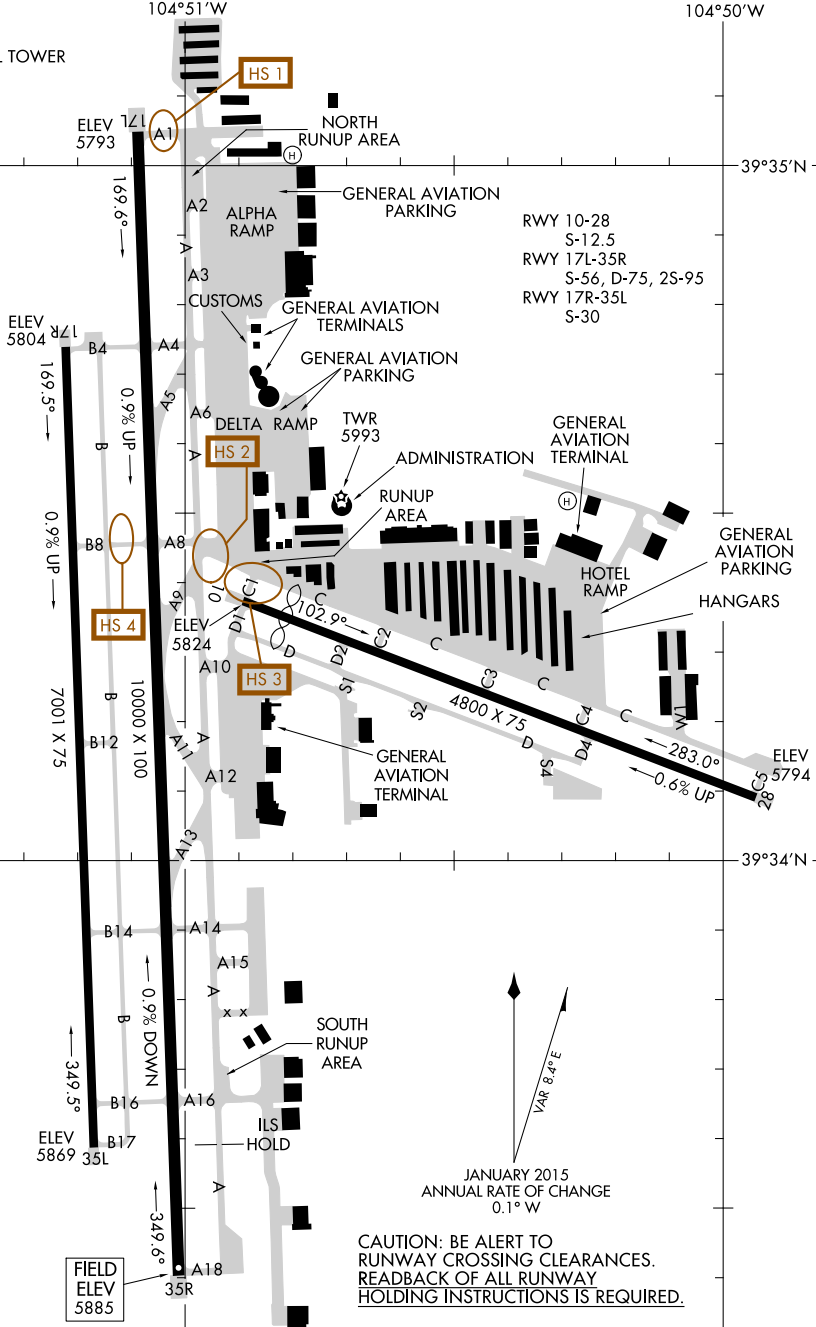 104°51'W
104°50'W
L TOWER
HS 1
ELEV
5793
17L
A1
NORTH
RUNUP AREA
H
39°35'N
169.6°
A2
ALPHA
RAMP
GENERAL AVIATION
PARKING
RWY 10-28
S-12.5
RWY 17L-35R
S-56, D-75, 2S-95
RWY 17R-35L
S-30
A
A3
CUSTOMS
GENERAL AVIATION
TERMINALS
ELEV
5804
17R
B4
A4
GENERAL AVIATION
PARKING
169.5°
0.9% UP
A5
A6
DELTA RAMP
TWR
5993
GENERAL
AVIATION
TERMINAL
B
A
HS 2
ADMINISTRATION
RUNUP
AREA
H
0.9% UP
B8
A8
GENERAL
AVIATION
PARKING
HOTEL
RAMP
HANGARS
HS 4
A9
10
C1
C
102.9°
ELEV
5824
D1
D
D2
C2
C
A10
HS 3
S1
C3
C
7001 X 75
10000 X 100
B
S2
4800 X 75
C4
C
W1
B12
A11
A
D
D4
283.0°
ELEV
5794
A12
GENERAL
AVIATION
TERMINAL
S4
0.6% UP
C5
28
A13
39°34'N
B14
A14
A15
0.9% DOWN
B
A
x x
SOUTH
RUNUP
AREA
349.5°
B16
A16
ELEV
5869
B17
35L
ILS
HOLD
A
VAR 8.4° E
JANUARY 2015
ANNUAL RATE OF CHANGE
0.1° W
349.6°
FIELD
ELEV
5885
A18
35R
CAUTION: BE ALERT TO
RUNWAY CROSSING CLEARANCES.
READBACK OF ALL RUNWAY
HOLDING INSTRUCTIONS IS REQUIRED.